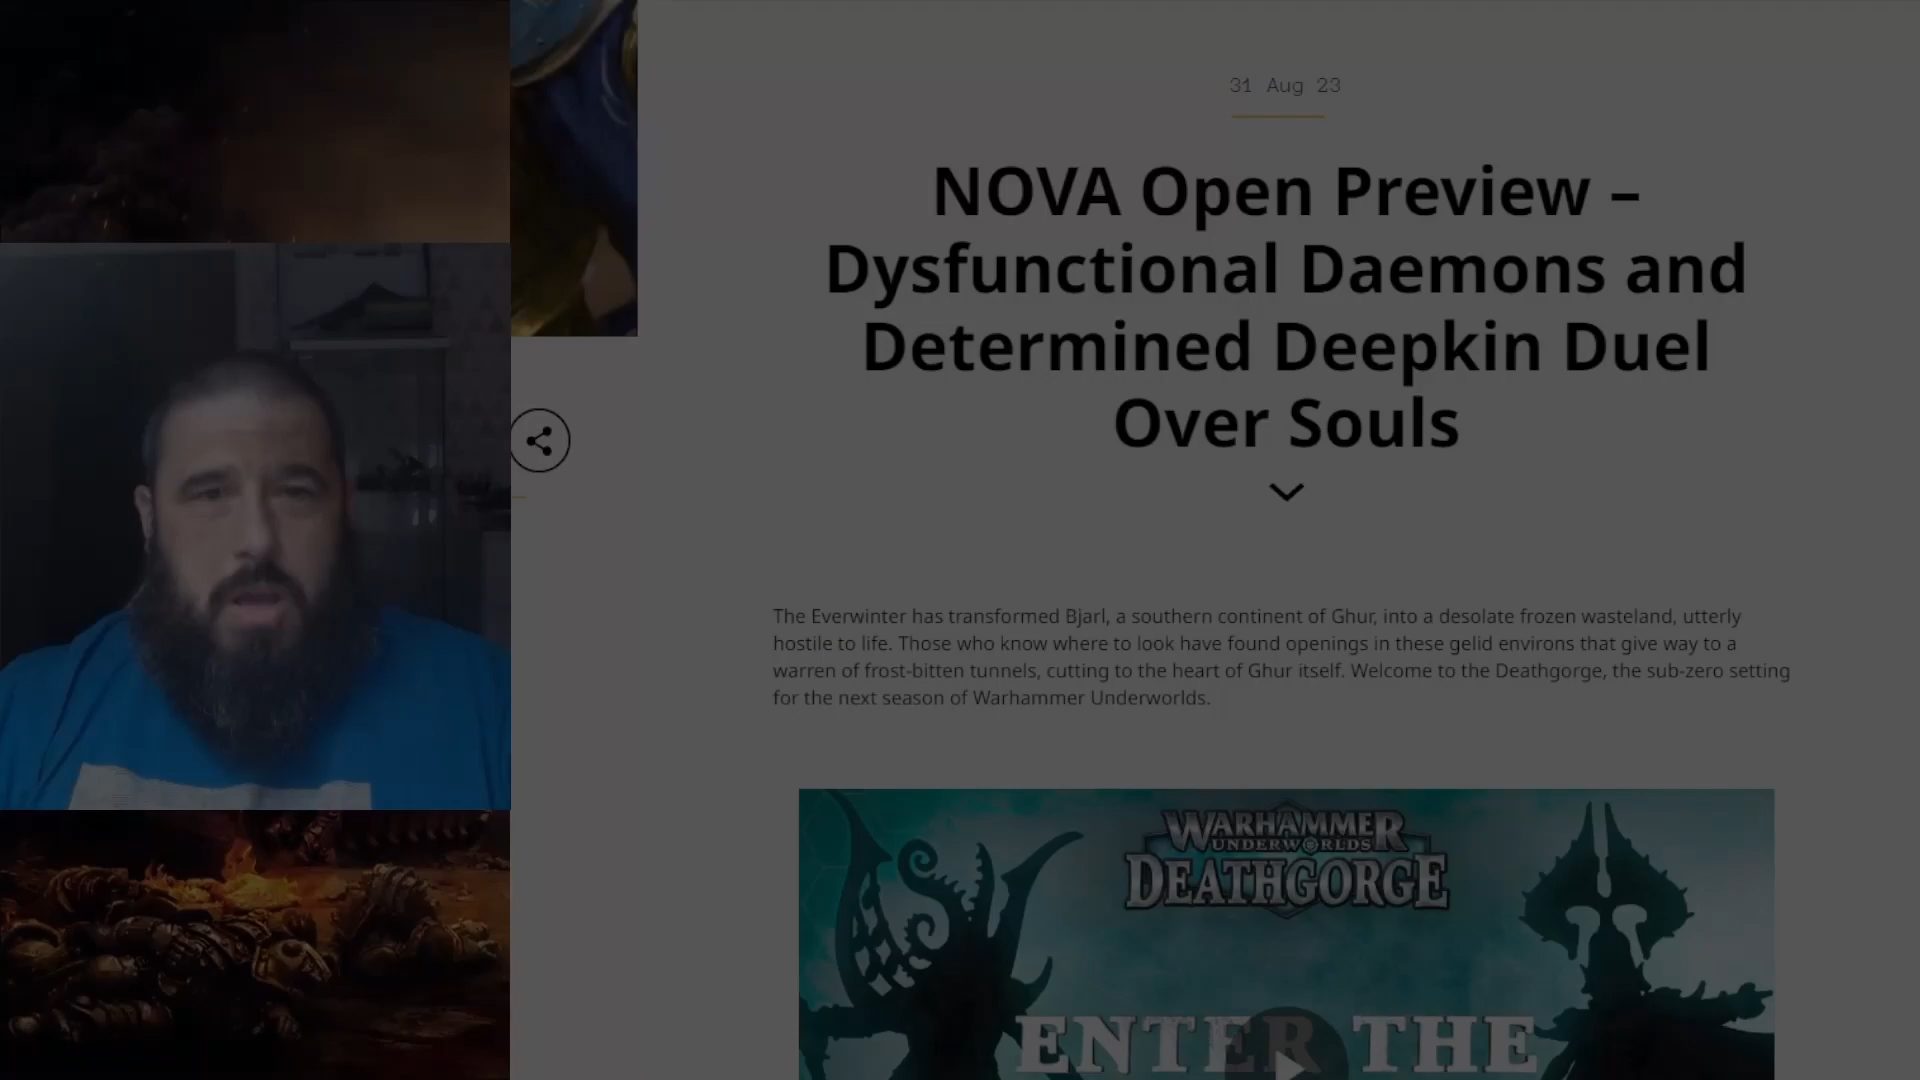 31 Aug 23
NOVA Open Preview –
Dysfunctional Daemons and
Determined Deepkin Duel
Over Souls
The Everwinter has transformed Bjarl, a southern continent of Ghur, into a desolate frozen wasteland, utterly
hostile to life. Those who know where to look have found openings in these gelid environs that give way to a
warren of frost-bitten tunnels, cutting to the heart of Ghur itself. Welcome to the Deathgorge, the sub-zero setting
for the next season of Warhammer Underworlds.
WARHAMMER
UNDERWORLDS
DEATHGORGE
ENTER THE